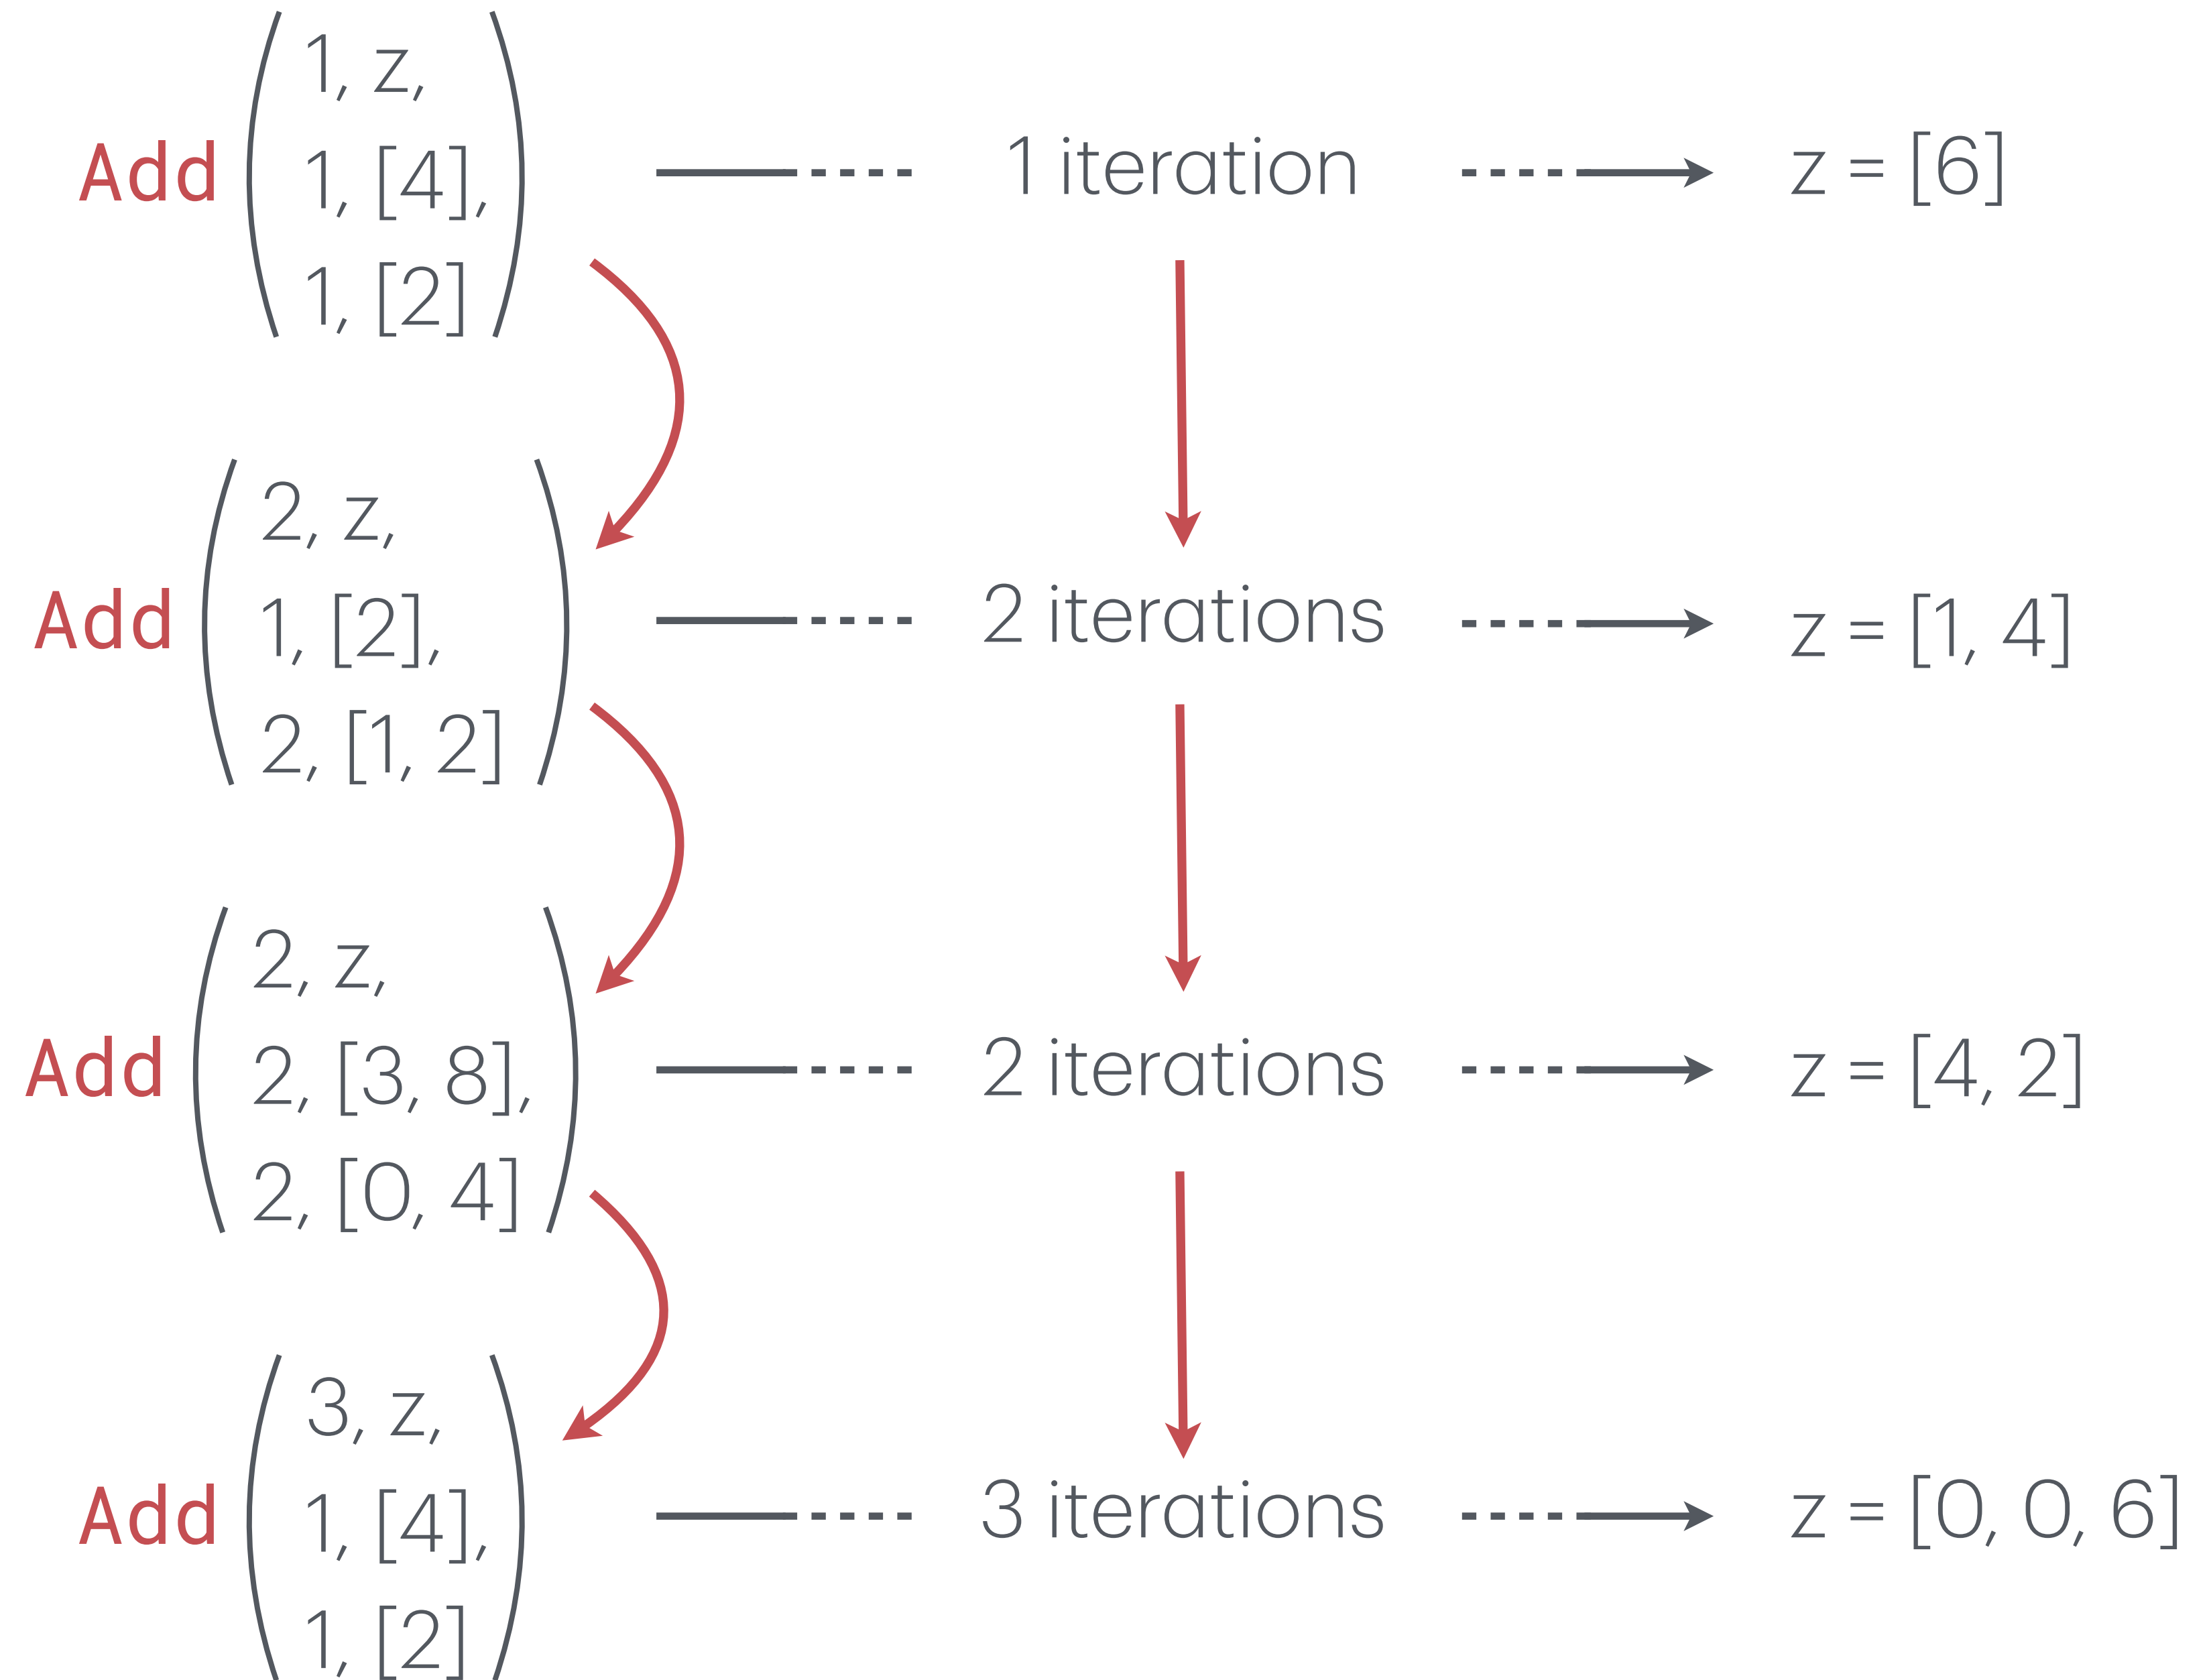 1, z,
Add 1, [4], 1 iteration z = [6]
1, [2]
2, z,
Add 1, [2], 2 iterations z = [1, 4]
2, [1, 2]
2, z,
Add 2, [3, 8], 2 iterations z = [4, 2]
2, [0, 4]
3, z,
Add 1, [4], 3 iterations z = [0, 0, 6]
1, [2]